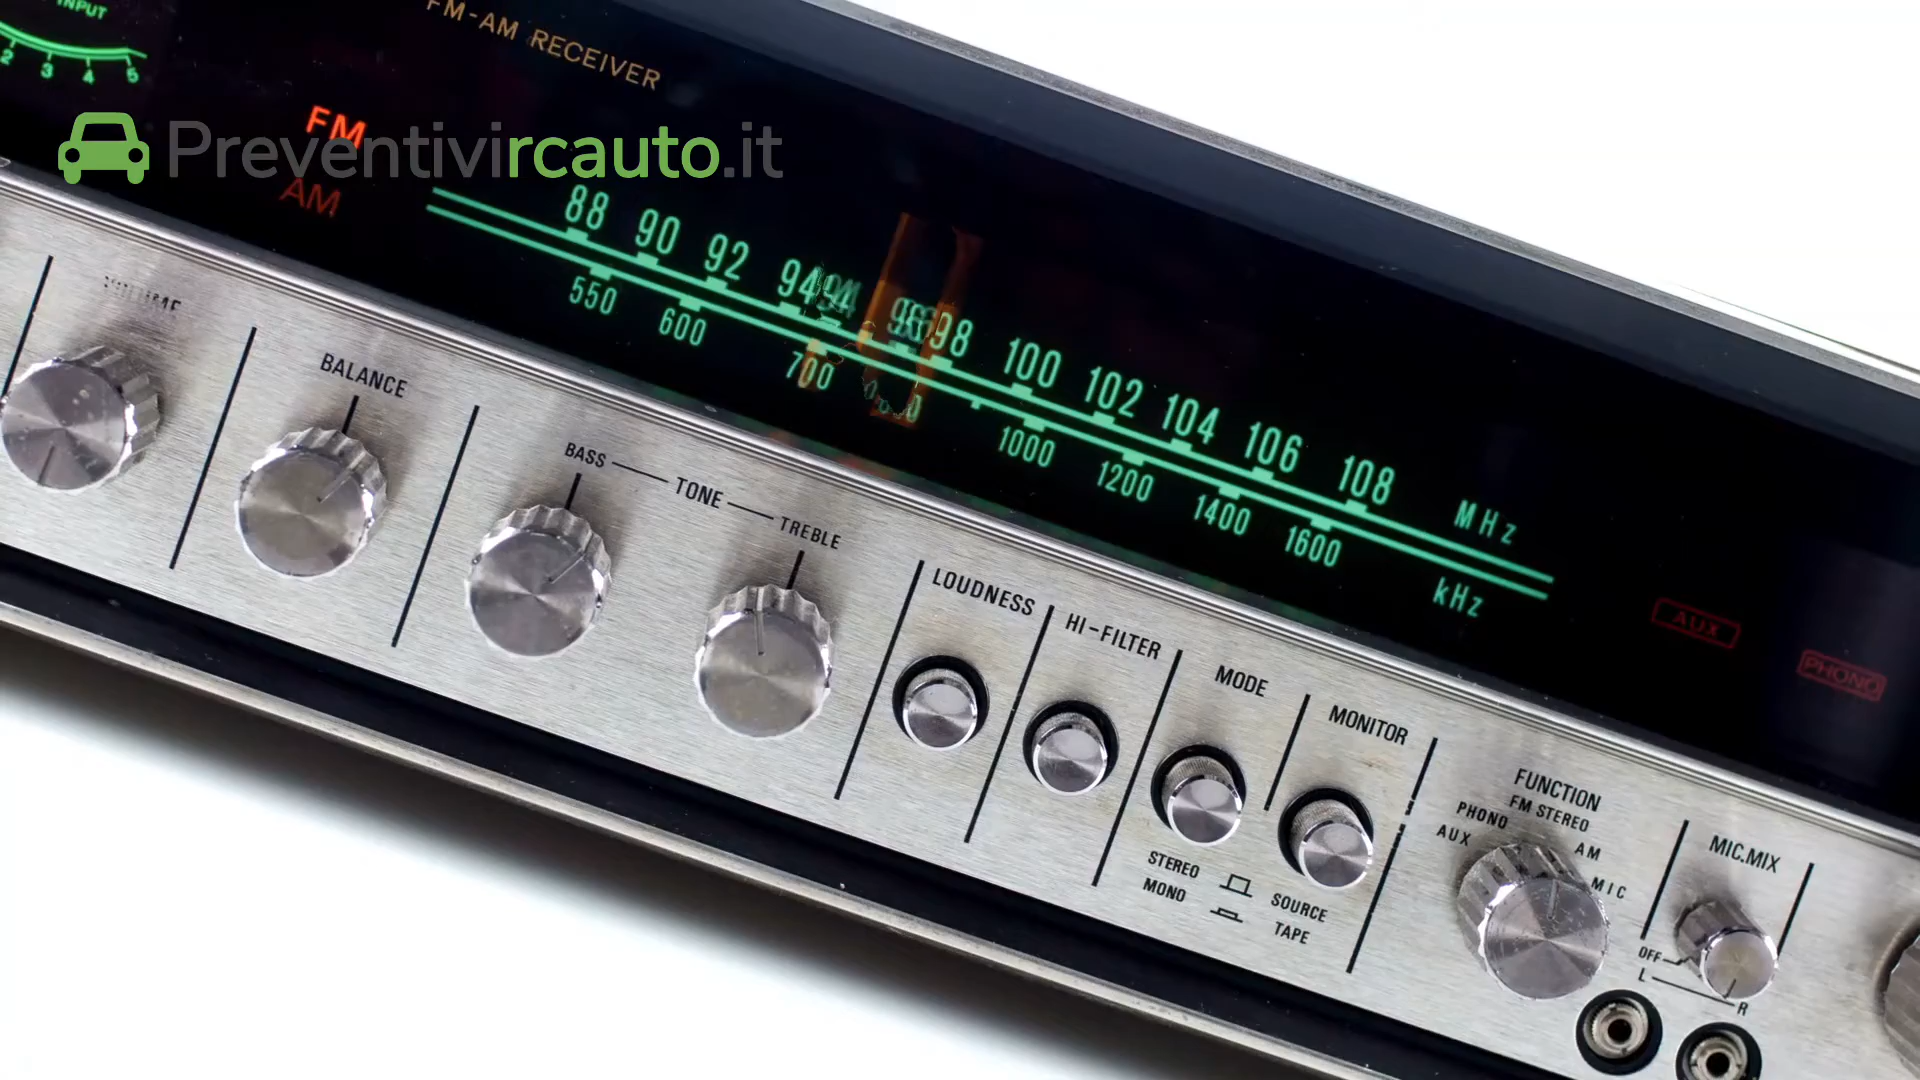 INPUT
2 3 4 5
FM-AM RECEIVER
FM
Preventivircauto.it
AM
88 90 92 94 98 100 102 104 106 108 MHz
550 600 700 1000 1200 1400 1600 kHz
AUX
PHONO
BALANCE
BASS TONE TREBLE
LOUDNESS
HI-FILTER
MODE
MONITOR
STEREO
MONO
SOURCE
TAPE
FUNCTION
FM STEREO
PHONO
AUX
AM
MIC
MIC.MIX
OFF
L
R